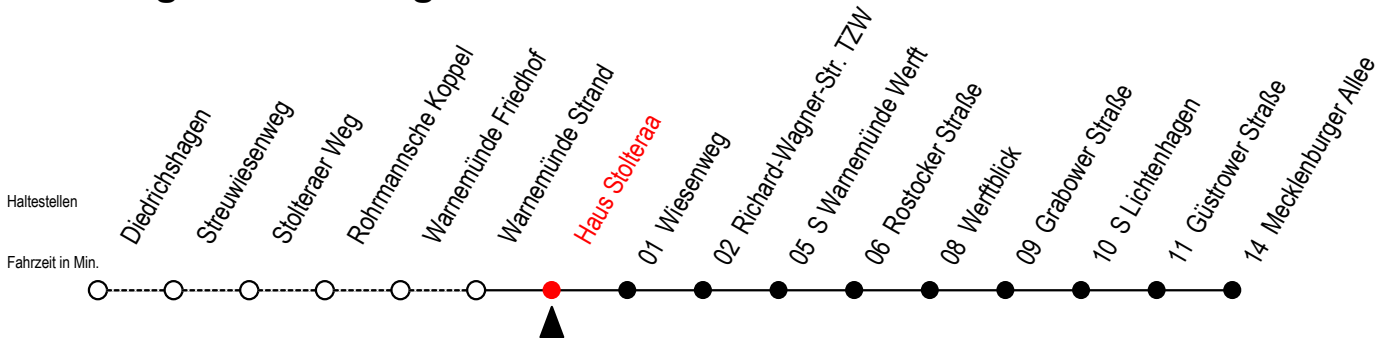 Diedrichshagen
Streuwiesenweg
Stolteraer Weg
Rohrmannsche Koppel
Warnemünde Friedhof
Warnemünde Strand
Haus Stolteraa
01 Wiesenweg
02 Richard-Wagner-Str. TZW
05 S Warnemünde Werft
06 Rostocker Straße
08 Werftblick
09 Grabower Straße
10 S Lichtenhagen
11 Güstrower Straße
14 Mecklenburger Allee
Haltestellen
Fahrzeit in Min.